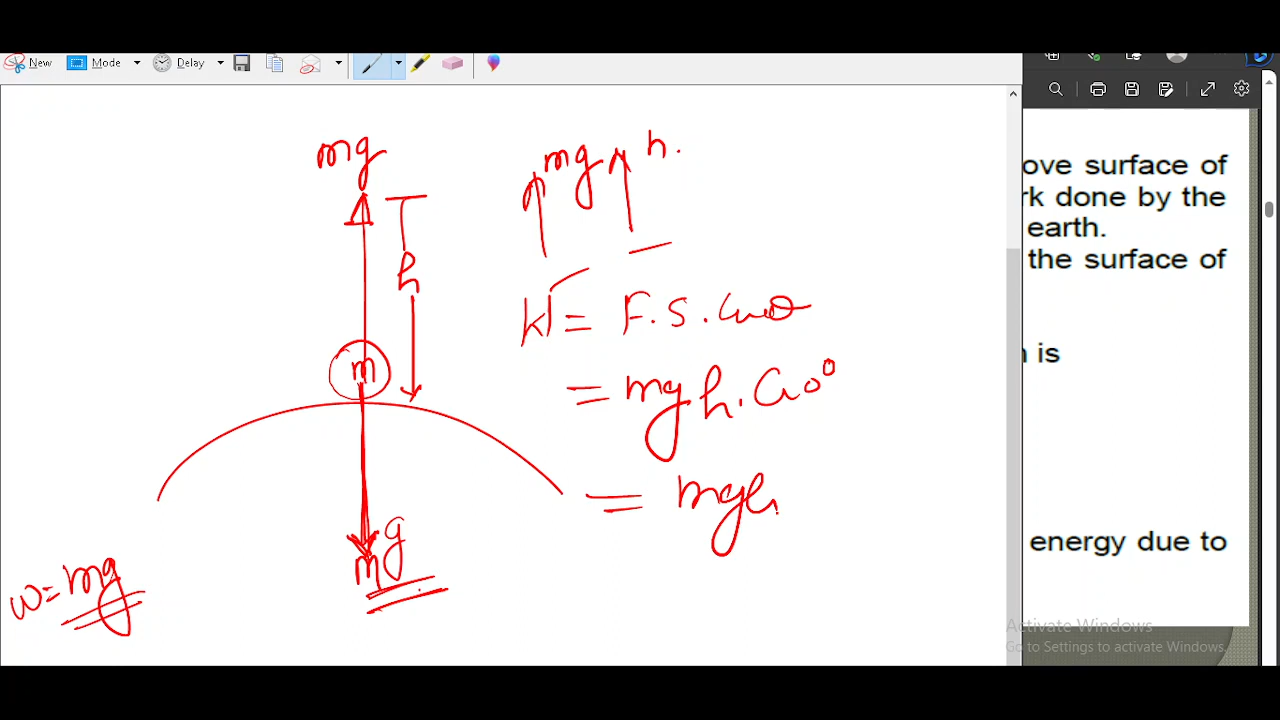 New Mode Delay
mg
mg h.
h
W = F.S.Cosθ
m
= mgh.Cos0°
= mgh
mg
w=mg
ove surface of
rk done by the
earth.
the surface of
n is
energy due to
Activate Windows
Go to Settings to activate Windows.